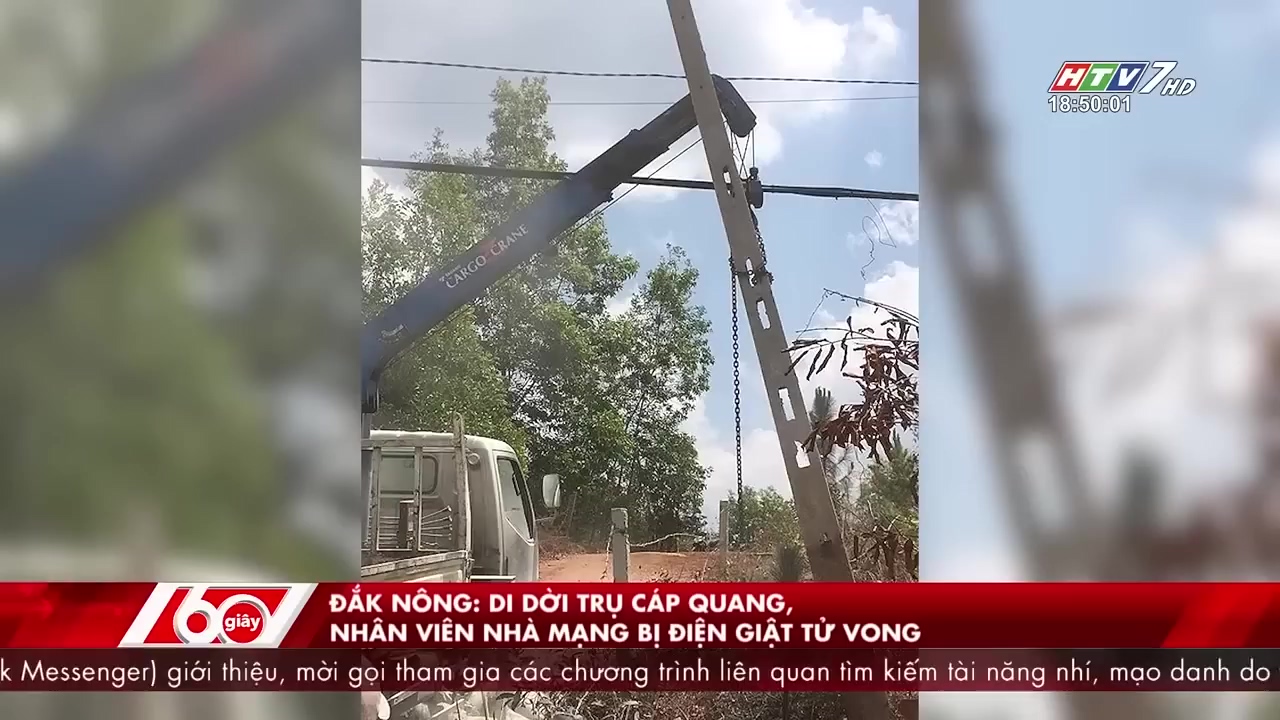 HTV7 HD
18:50:01
CARGO CRANE
60 giây
ĐẮK NÔNG: DI DỜI TRỤ CÁP QUANG,
NHÂN VIÊN NHÀ MẠNG BỊ ĐIỆN GIẬT TỬ VONG
k Messenger) giới thiệu, mời gọi tham gia các chương trình liên quan tìm kiếm tài năng nhí, mạo danh do